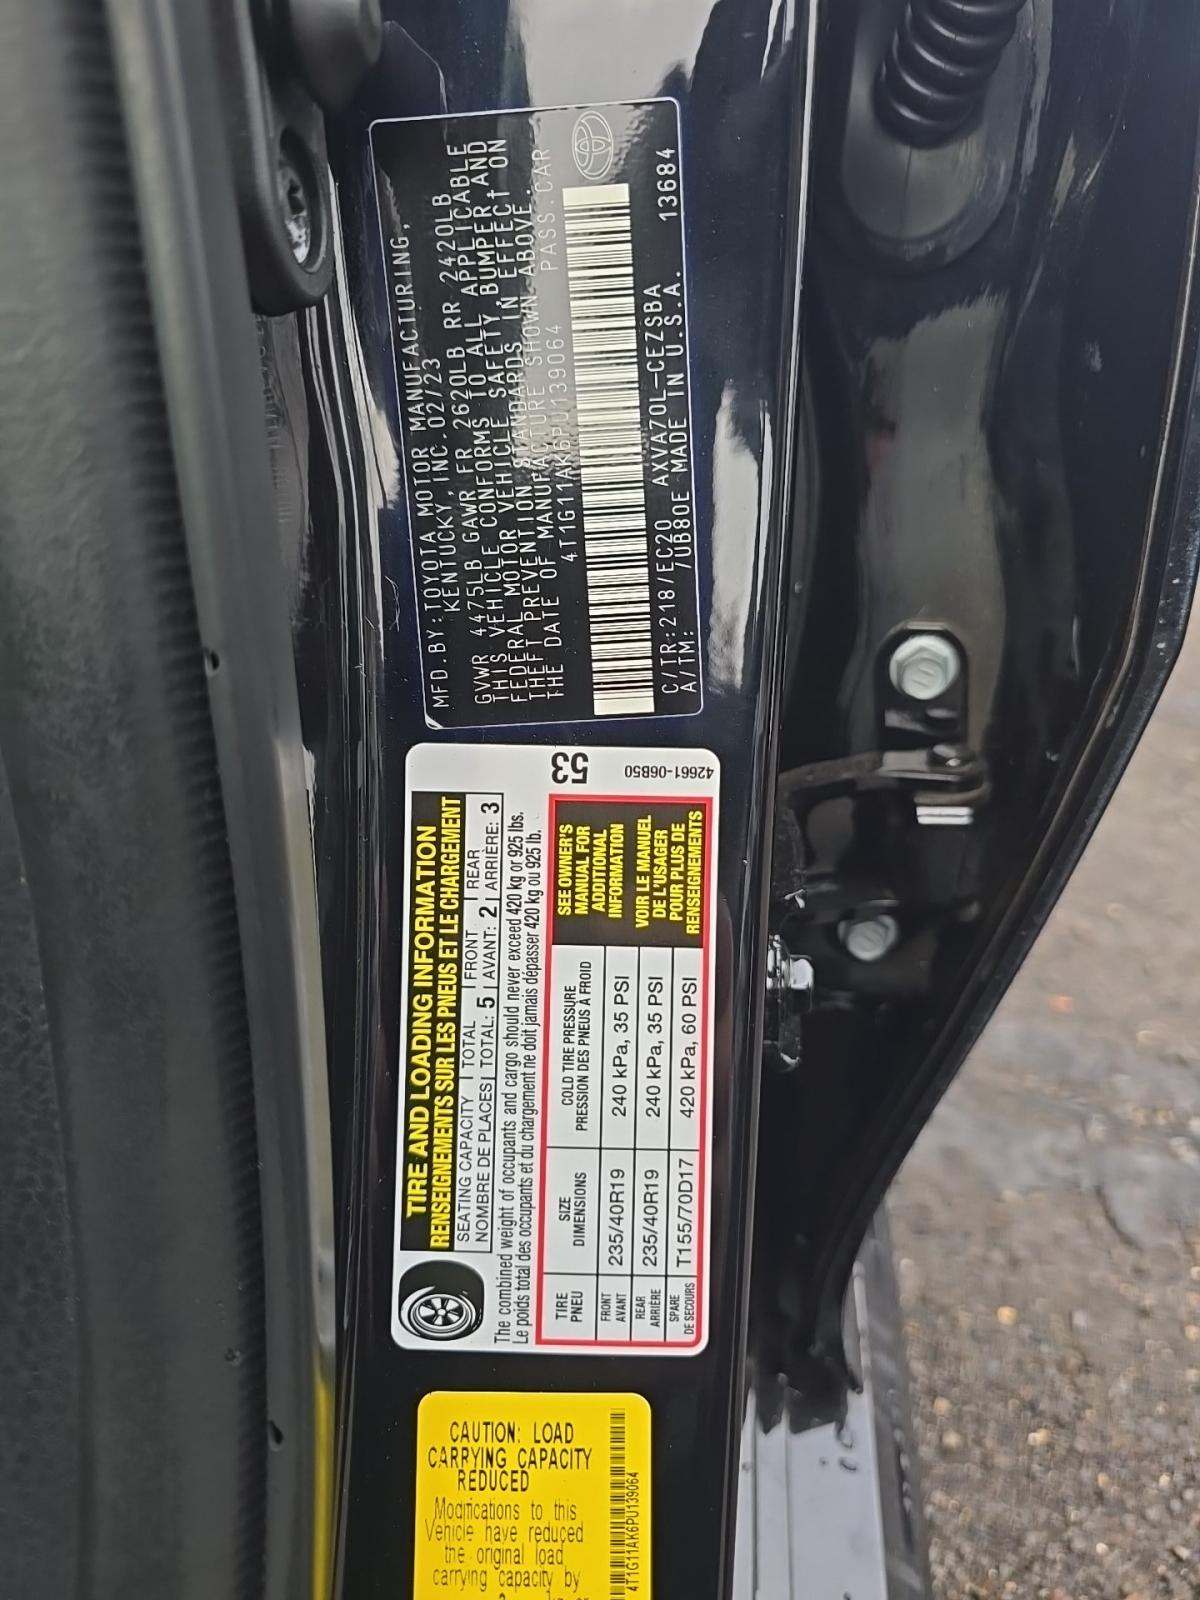 MFD.BY:TOYOTA MOTOR MANUFACTURING,
KENTUCKY, INC. 02/23
GVWR 4475LB GAWR FR 2620LB RR 2420LB
THIS VEHICLE CONFORMS TO ALL APPLICABLE
FEDERAL MOTOR VEHICLE SAFETY, BUMPER, AND
THEFT PREVENTION STANDARDS IN EFFECT ON
THE DATE OF MANUFACTURE SHOWN ABOVE.
4T1G11AK6PU139064 PASS.CAR
C/TR:218/EC20 AXVA70L-CEZSBA 13684
A/TM: /UB80E MADE IN U.S.A.
TIRE AND LOADING INFORMATION
RENSEIGNEMENTS SUR LES PNEUS ET LE CHARGEMENT
SEATING CAPACITY TOTAL FRONT REAR
NOMBRE DE PLACES TOTAL: 5 AVANT: 2 ARRIÈRE: 3
The combined weight of occupants and cargo should never exceed 420 kg or 925 lbs.
Le poids total des occupants et du chargement ne doit jamais dépasser 420 kg ou 925 lb.
TIRE
PNEU
SIZE
DIMENSIONS
COLD TIRE PRESSURE
PRESSION DES PNEUS À FROID
FRONT
AVANT
235/40R19
240 kPa, 35 PSI
REAR
ARRIÈRE
235/40R19
240 kPa, 35 PSI
SPARE
DE SECOURS
T155/70D17
420 kPa, 60 PSI
SEE OWNER'S
MANUAL FOR
ADDITIONAL
INFORMATION
VOIR LE MANUEL
DE L'USAGER
POUR PLUS DE
RENSEIGNEMENTS
53
42661-06B50
CAUTION: LOAD
CARRYING CAPACITY
REDUCED
Modifications to this
Vehicle have reduced
the original load
carrying capacity by
4T1G11AK6PU139064